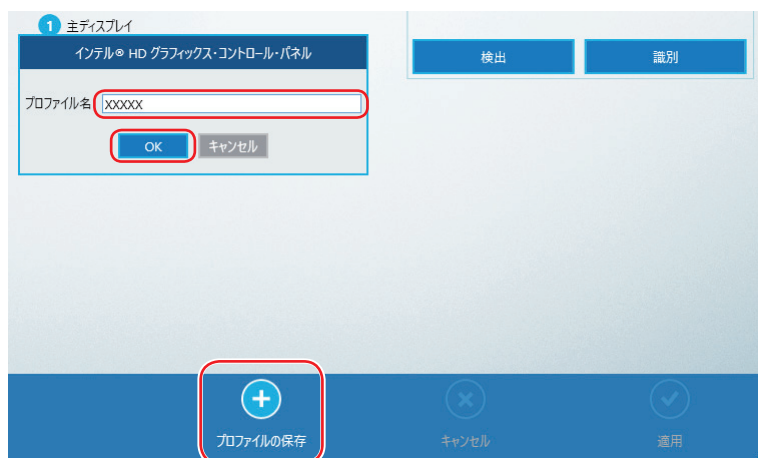 1 主ディスプレイ
インテル® HD グラフィックス・コントロール・パネル
プロファイル名 XXXXX
OK キャンセル
検出 識別
プロファイルの保存 キャンセル 適用